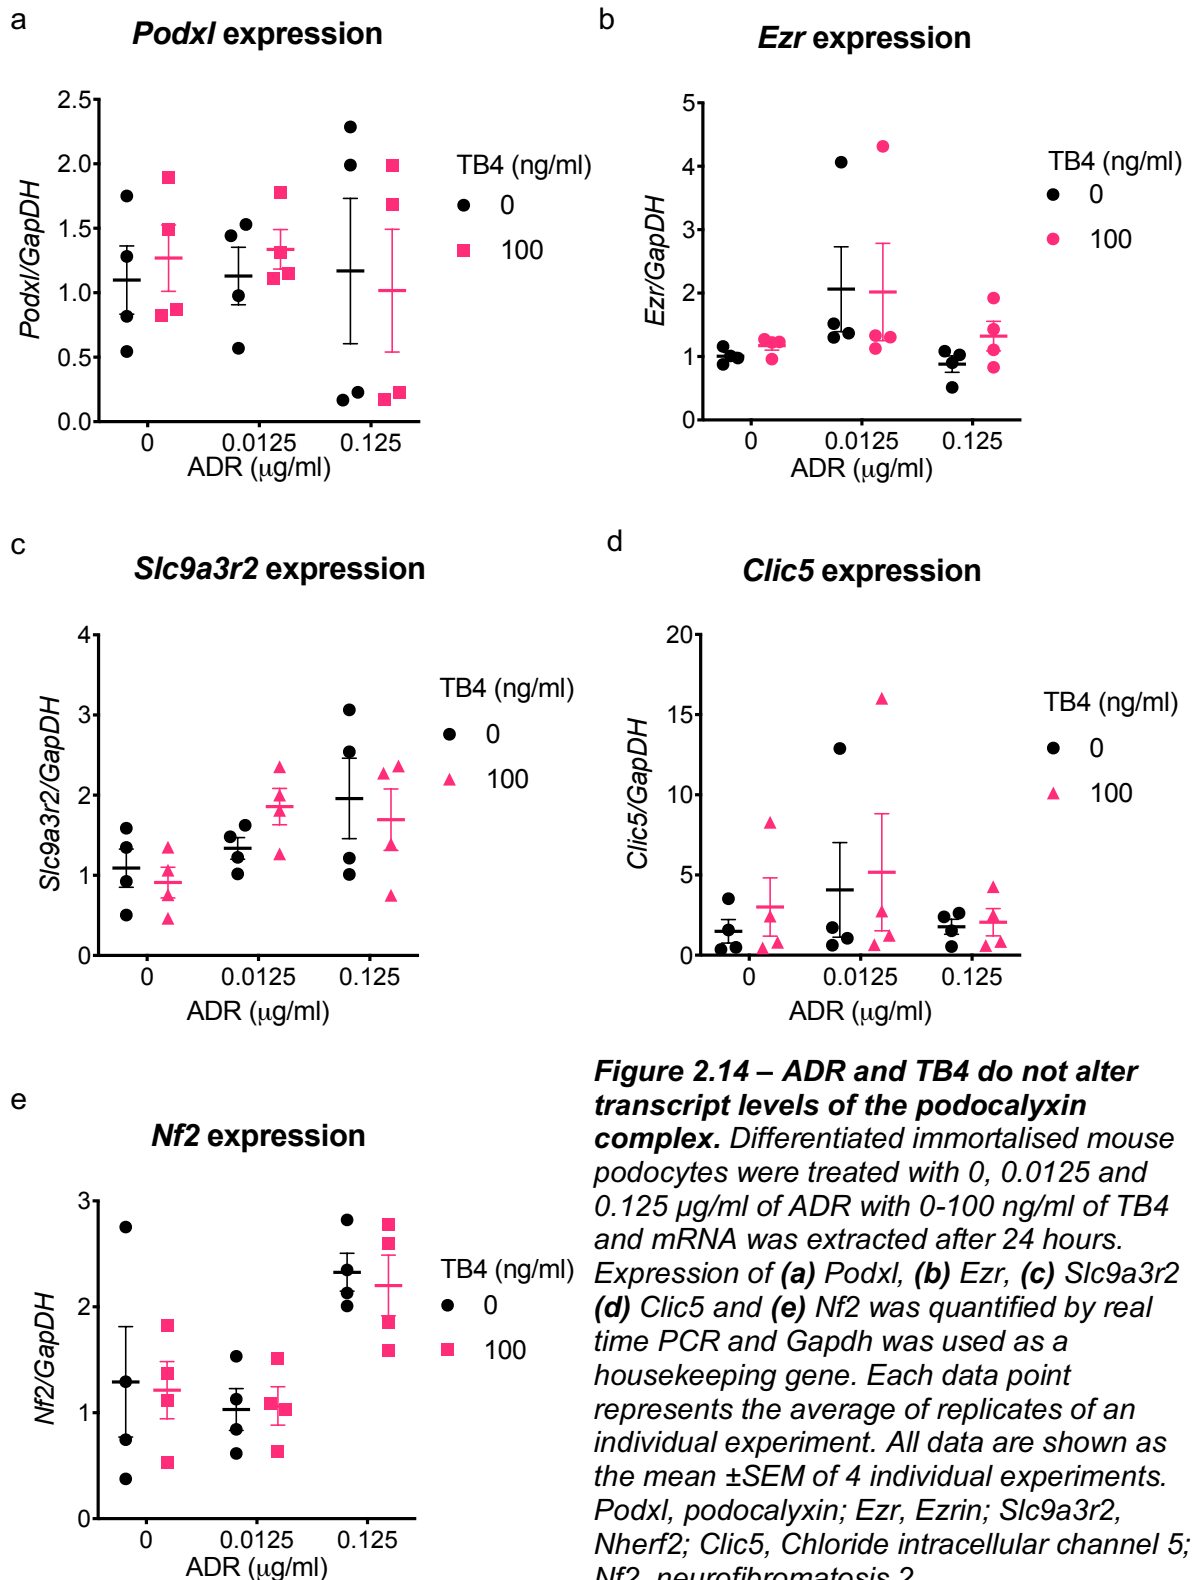 a
Podxl expression
2.5
2.0
1.5
1.0
0.5
0.0
Podxl/GapDH
0
0.0125
0.125
ADR (μg/ml)
TB4 (ng/ml)
0
100
b
Ezr expression
5
4
3
2
1
0
Ezr/GapDH
0
0.0125
0.125
ADR (μg/ml)
TB4 (ng/ml)
0
100
c
Slc9a3r2 expression
4
3
2
1
0
Slc9a3r2/GapDH
0
0.0125
0.125
ADR (μg/ml)
TB4 (ng/ml)
0
100
d
Clic5 expression
20
15
10
5
0
Clic5/GapDH
0
0.0125
0.125
ADR (μg/ml)
TB4 (ng/ml)
0
100
e
Nf2 expression
3
2
1
0
Nf2/GapDH
0
0.0125
0.125
ADR (μg/ml)
TB4 (ng/ml)
0
100
Figure 2.14 – ADR and TB4 do not alter
transcript levels of the podocalyxin
complex. Differentiated immortalised mouse
podocytes were treated with 0, 0.0125 and
0.125 μg/ml of ADR with 0-100 ng/ml of TB4
and mRNA was extracted after 24 hours.
Expression of (a) Podxl, (b) Ezr, (c) Slc9a3r2
(d) Clic5 and (e) Nf2 was quantified by real
time PCR and Gapdh was used as a
housekeeping gene. Each data point
represents the average of replicates of an
individual experiment. All data are shown as
the mean ±SEM of 4 individual experiments.
Podxl, podocalyxin; Ezr, Ezrin; Slc9a3r2,
Nherf2; Clic5, Chloride intracellular channel 5;
Nf2, neurofibromatosis 2